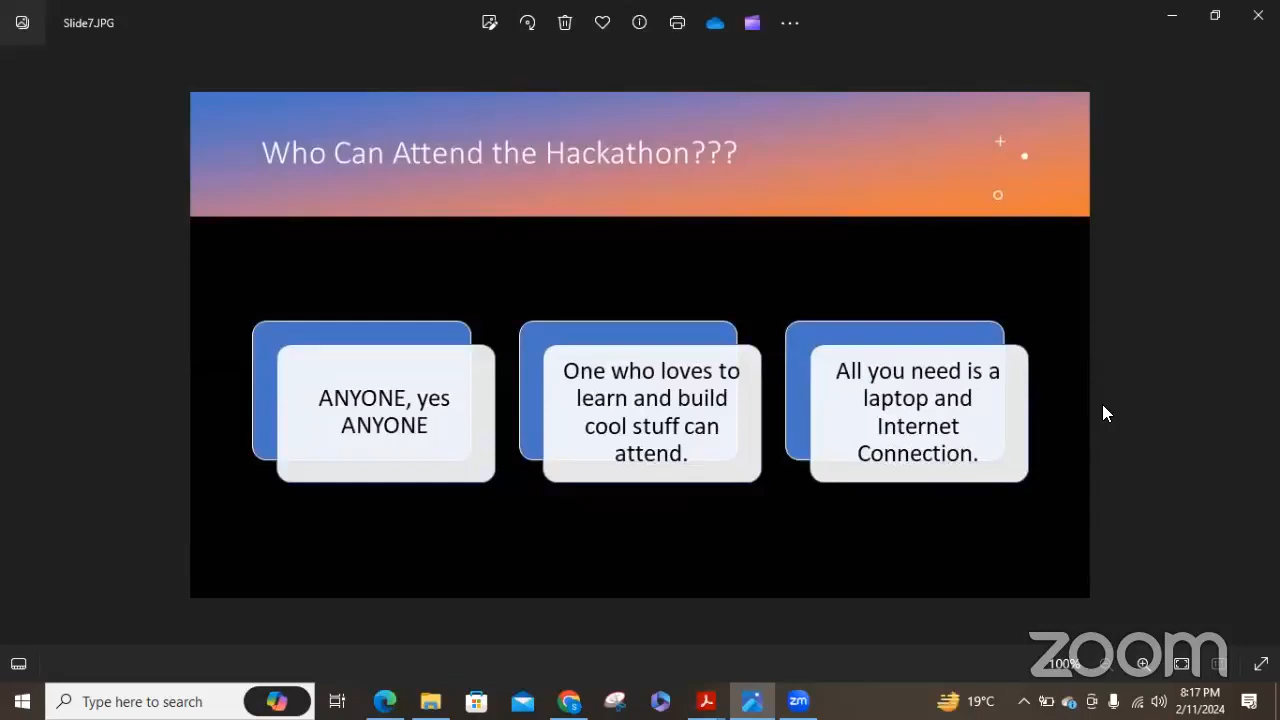 Slide7.JPG
Who Can Attend the Hackathon???
ANYONE, yes
ANYONE
One who loves to
learn and build
cool stuff can
attend.
All you need is a
laptop and
Internet
Connection.
zoom
100%
Type here to search
zm
19°C
8:17 PM
2/11/2024